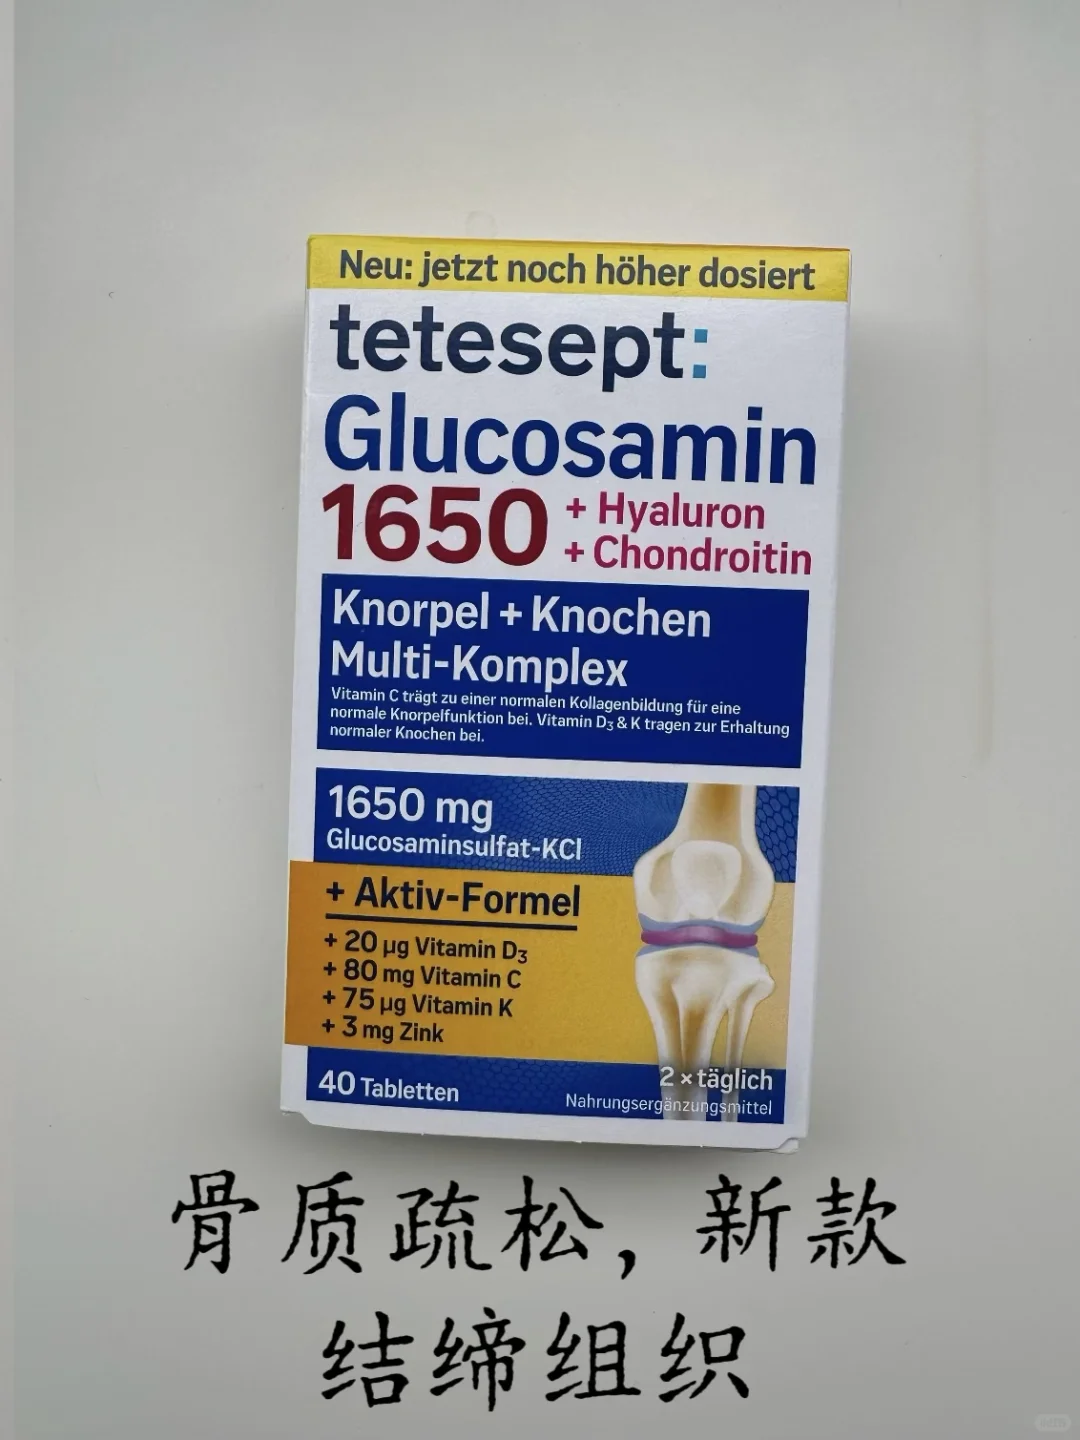 Neu: jetzt noch höher dosiert
tetesept:
Glucosamin
1650 + Hyaluron
+ Chondroitin
Knorpel + Knochen
Multi-Komplex
Vitamin C trägt zu einer normalen Kollagenbildung für eine
normale Knorpelfunktion bei. Vitamin D₃ & K tragen zur Erhaltung
normaler Knochen bei.
1650 mg
Glucosaminsulfat-KCl
+ Aktiv-Formel
+ 20 µg Vitamin D₃
+ 80 mg Vitamin C
+ 75 µg Vitamin K
+ 3 mg Zink
40 Tabletten
2 × täglich
Nahrungsergänzungsmittel
骨质疏松，新款
结缔组织